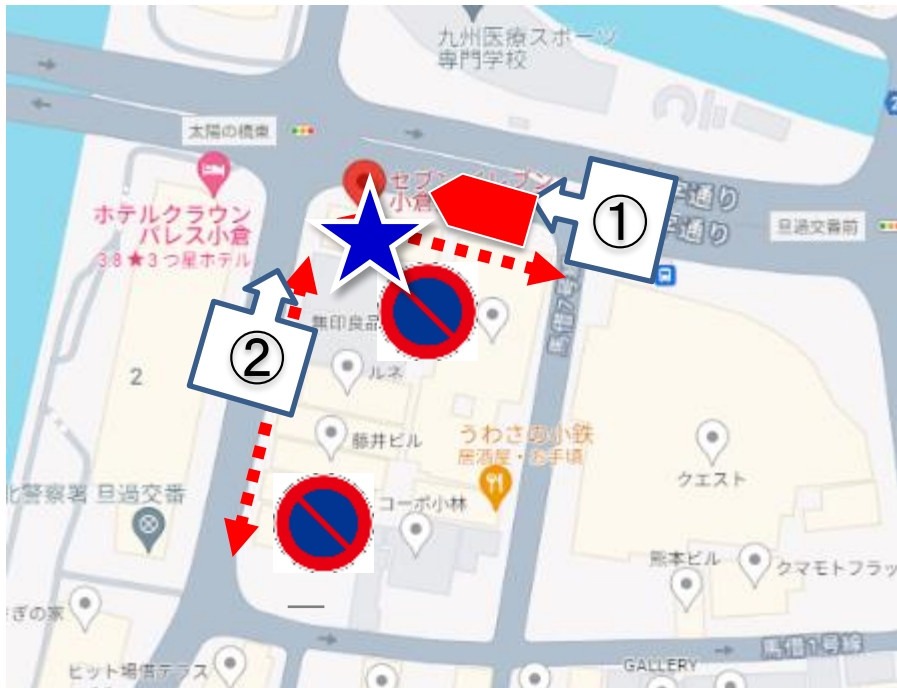 九州医療スポーツ
専門学校
太陽の橋東
セブン-イレブン
小倉
①
ホテルクラウン
パレス小倉
3.8★3つ星ホテル
旦過交番前
無印良品
②
2
ルネ
藤井ビル
うわさの小鉄
居酒屋・お手頃
クエスト
警察署 旦過交番
コーポ小林
熊本ビル
クマモトフラッ
ぎの家
馬借1号線
ビット場借テラス
GALLERY